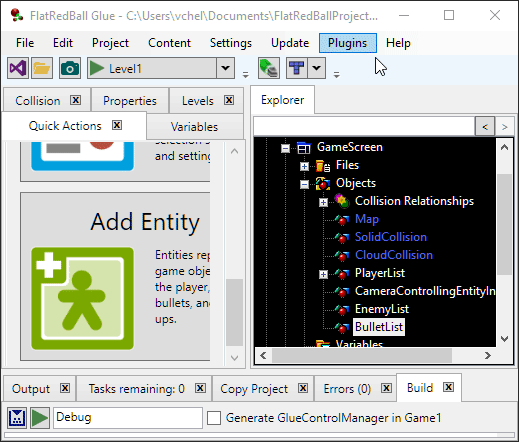 FlatRedBall Glue - C:\Users\vchel\Documents\FlatRedBallProject...
File Edit Project Content Settings Update Plugins Help
Level1
Collision Properties Levels
Quick Actions Variables
selection s
and setting
Add Entity
Entities rep
game obje
the player,
bullets, an
ups.
Explorer
< >
GameScreen
Files
Objects
Collision Relationships
Map
SolidCollision
CloudCollision
PlayerList
CameraControllingEntityIn
EnemyList
BulletList
Variables
Output Tasks remaining: 0 Copy Project Errors (0) Build
Debug Generate GlueControlManager in Game1